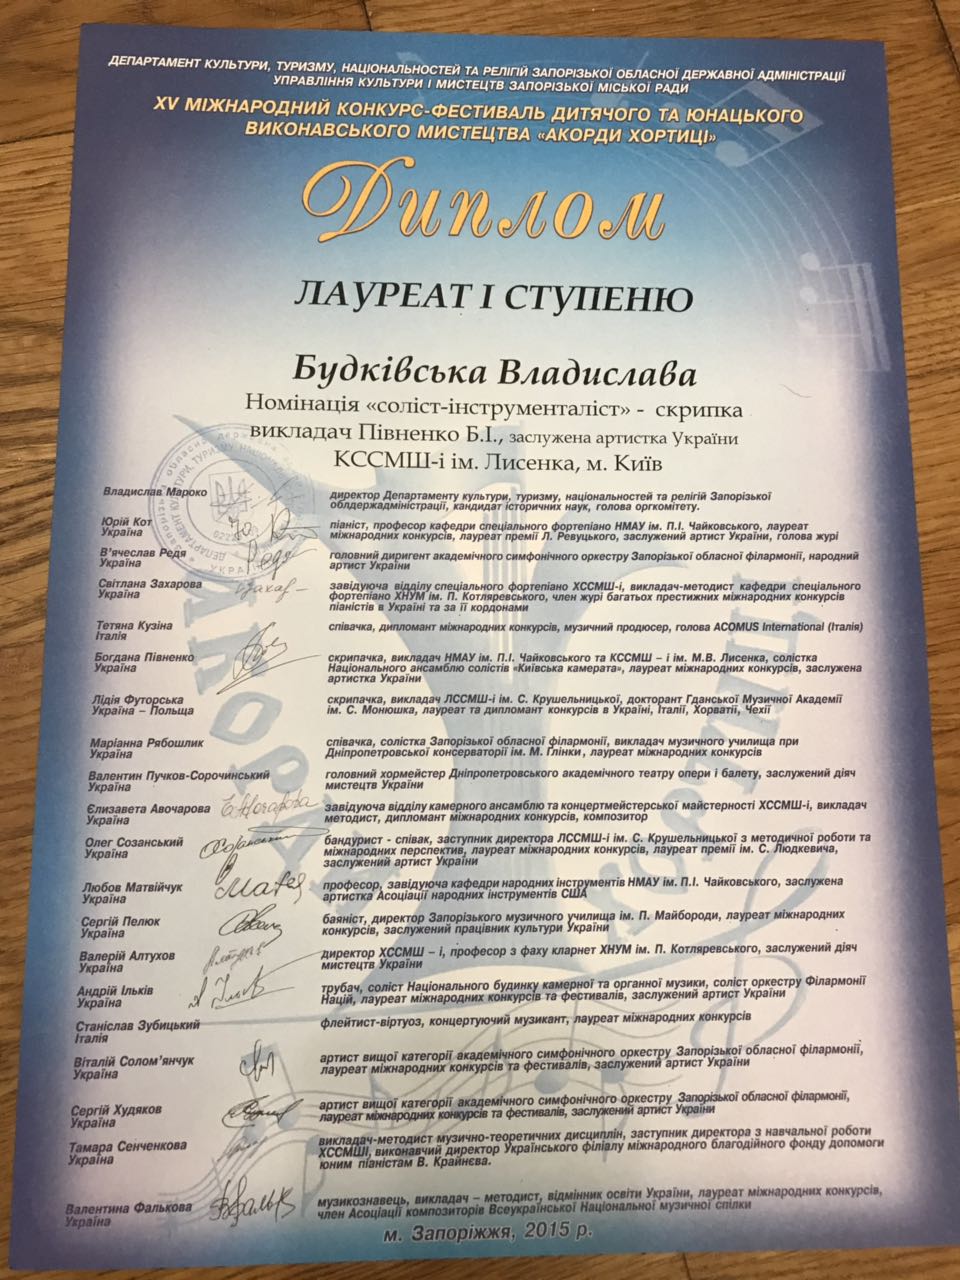 ДЕПАРТАМЕНТ КУЛЬТУРИ, ТУРИЗМУ, НАЦІОНАЛЬНОСТЕЙ ТА РЕЛІГІЙ ЗАПОРІЗЬКОЇ ОБЛАСНОЇ ДЕРЖАВНОЇ АДМІНІСТРАЦІЇ
УПРАВЛІННЯ КУЛЬТУРИ І МИСТЕЦТВ ЗАПОРІЗЬКОЇ МІСЬКОЇ РАДИ
XV МІЖНАРОДНИЙ КОНКУРС-ФЕСТИВАЛЬ ДИТЯЧОГО ТА ЮНАЦЬКОГО
ВИКОНАВСЬКОГО МИСТЕЦТВА «АКОРДИ ХОРТИЦІ»
Диплом
ЛАУРЕАТ І СТУПЕНЮ
Будківська Владислава
Номінація «соліст-інструменталіст» - скрипка
викладач Півненко Б.І., заслужена артистка України
КССМШ-і ім. Лисенка, м. Київ
Владислав Мароко
директор Департаменту культури, туризму, національностей та релігій Запорізької
облдержадміністрації, кандидат історичних наук, голова оргкомітету.
Юрій Кот
Україна
піаніст, професор кафедри спеціального фортепіано НМАУ ім. П.І. Чайковського, лауреат
міжнародних конкурсів, лауреат премії Л. Ревуцького, заслужений артист України, голова журі
В'ячеслав Редя
Україна
головний диригент академічного симфонічного оркестру Запорізької обласної філармонії, народний
артист України
Світлана Захарова
Україна
завідуюча відділу спеціального фортепіано ХССМШ-і, викладач-методист кафедри спеціального
фортепіано ХНУМ ім. П. Котляревського, член журі багатьох престижних міжнародних конкурсів
піаністів в Україні та за її кордонами
Тетяна Кузіна
Італія
співачка, дипломант міжнародних конкурсів, музичний продюсер, голова ACOMUS International (Італія)
Богдана Півненко
Україна
скрипачка, викладач НМАУ ім. П.І. Чайковського та КССМШ – і ім. М.В. Лисенка, солістка
Національного ансамблю солістів «Київська камерата», лауреат міжнародних конкурсів, заслужена
артистка України
Лідія Футорська
Україна – Польща
скрипачка, викладач ЛССМШ-і ім. С. Крушельницької, докторант Гданської Музичної Академії
ім. С. Монюшка, лауреат та дипломант конкурсів в Україні, Італії, Хорватії, Чехії
Маріанна Рябошлик
Україна
співачка, солістка Запорізької обласної філармонії, викладач музичного училища при
Дніпропетровської консерваторії ім. М. Глінки, лауреат міжнародних конкурсів
Валентин Пучков-Сорочинський
Україна
головний хормейстер Дніпропетровського академічного театру опери і балету, заслужений діяч
мистецтв України
Єлизавета Авочарова
Україна
завідуюча відділу камерного ансамблю та концертмейстерської майстерності ХССМШ-і, викладач
методист, дипломант міжнародних конкурсів, композитор
Олег Созанський
Україна
бандурист - співак, заступник директора ЛССМШ-і ім. С. Крушельницької з методичної роботи та
міжнародних перспектив, лауреат міжнародних конкурсів, лауреат премії ім. С. Людкевича,
заслужений артист України
Любов Матвійчук
Україна
професор, завідуюча кафедри народних інструментів НМАУ ім. П.І. Чайковського, заслужена
артистка Асоціації народних інструментів США
Сергій Пелюк
Україна
баяніст, директор Запорізького музичного училища ім. П. Майбороди, лауреат міжнародних
конкурсів, заслужений працівник культури України
Валерій Алтухов
Україна
директор ХССМШ – і, професор з фаху кларнет ХНУМ ім. П. Котляревського, заслужений діяч
мистецтв України
Андрій Ільків
Україна
трубач, соліст Національного будинку камерної та органної музики, соліст оркестру Філармонії
Націй, лауреат міжнародних конкурсів та фестивалів, заслужений артист України
Станіслав Зубицький
Італія
флейтист-віртуоз, концертуючий музикант, лауреат міжнародних конкурсів
Віталій Солом'янчук
Україна
артист вищої категорії академічного симфонічного оркестру Запорізької обласної філармонії,
лауреат міжнародних конкурсів та фестивалів, заслужений артист України
Сергій Худяков
Україна
артист вищої категорії академічного симфонічного оркестру Запорізької обласної філармонії,
лауреат міжнародних конкурсів та фестивалів, заслужений артист України
Тамара Сенченкова
Україна
викладач-методист музично-теоретичних дисциплін, заступник директора з навчальної роботи
ХССМШІ, виконавчий директор Українського філіалу міжнародного благодійного фонду допомоги
юним піаністам В. Крайнєва.
Валентина Фалькова
Україна
музикознавець, викладач – методист, відмінник освіти України, лауреат міжнародних конкурсів,
член Асоціації композиторів Всеукраїнської Національної музичної спілки
м. Запоріжжя, 2015 р.
АКОРДИ ХОРТИЦІ